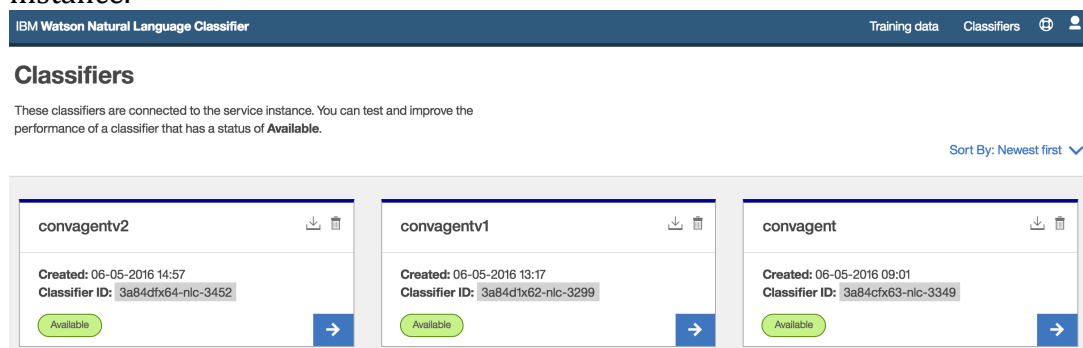 instance.
IBM Watson Natural Language Classifier Training data Classifiers
Classifiers
These classifiers are connected to the service instance. You can test and improve the
performance of a classifier that has a status of Available.
Sort By: Newest first
convagentv2
Created: 06-05-2016 14:57
Classifier ID: 3a84dfx64-nlc-3452
Available
convagentv1
Created: 06-05-2016 13:17
Classifier ID: 3a84d1x62-nlc-3299
Available
convagent
Created: 06-05-2016 09:01
Classifier ID: 3a84cfx63-nlc-3349
Available